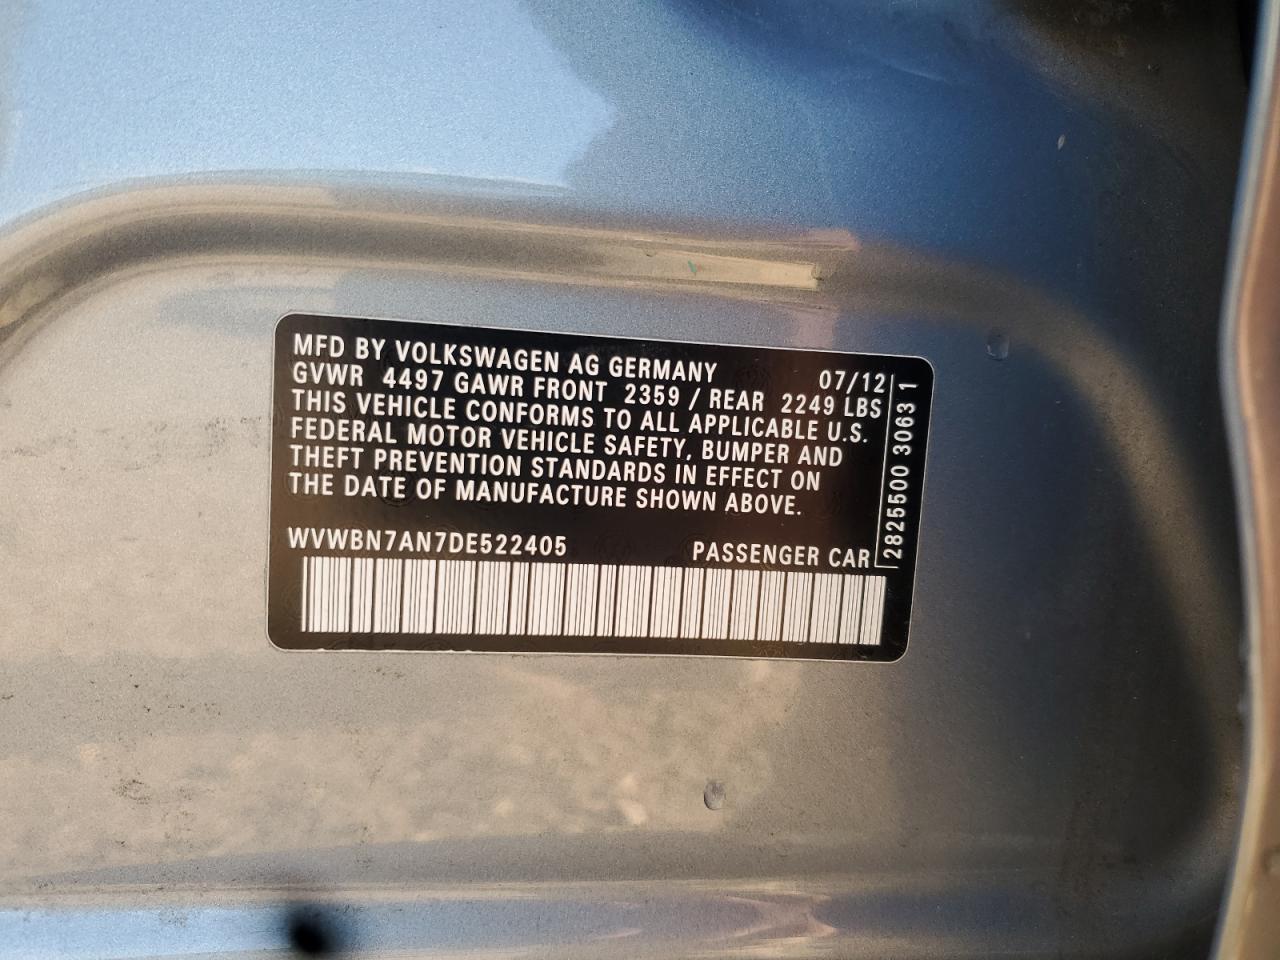 MFD BY VOLKSWAGEN AG GERMANY 07/12
GVWR 4497 GAWR FRONT 2359 / REAR 2249 LBS
THIS VEHICLE CONFORMS TO ALL APPLICABLE U.S.
FEDERAL MOTOR VEHICLE SAFETY, BUMPER AND
THEFT PREVENTION STANDARDS IN EFFECT ON
THE DATE OF MANUFACTURE SHOWN ABOVE.
WVWBN7AN7DE522405 PASSENGER CAR
2825500 3063 1